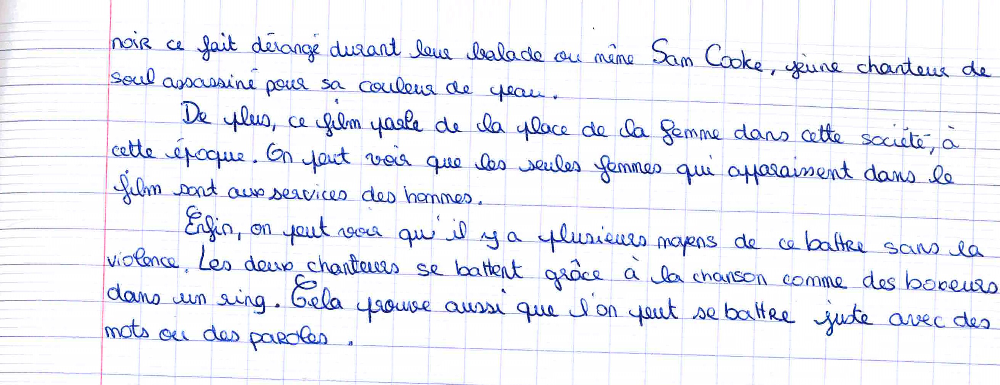 noir ce fait dérangé durant leur balade ou même Sam Cooke, jeune chanteur de
soul assassiné pour sa couleur de peau.
De plus, ce film parle de la place de la femme dans cette société, à
cette époque. On peut voir que les seules femmes qui apparaissent dans le
film sont aux services des hommes.
Enfin, on peut voir qu'il y a plusieurs moyens de ce battre sans la
violence. Les deux chanteurs se battent grâce à la chanson comme des boxeurs
dans un ring. Cela prouve aussi que l'on peut se battre juste avec des
mots ou des paroles.